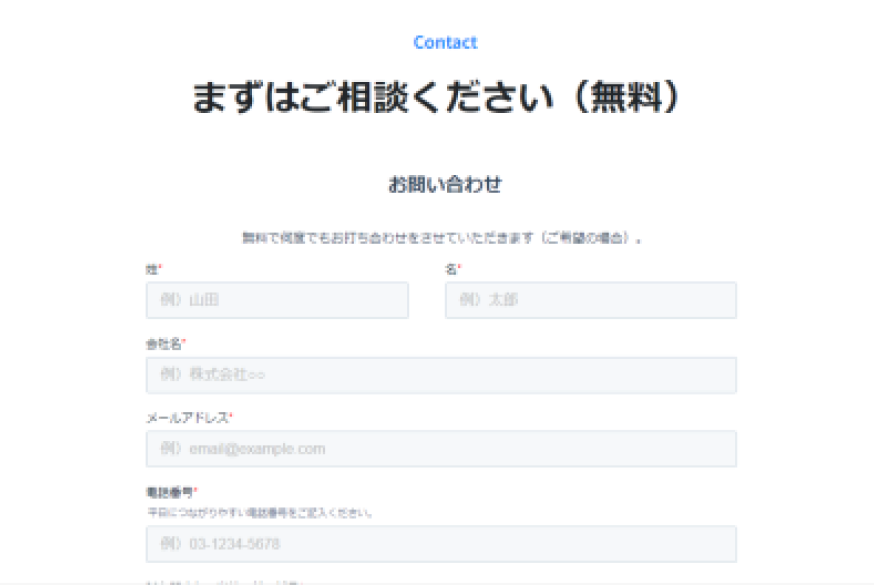 Contact
まずはご相談ください（無料）
お問い合わせ
無料で何度でもお打ち合わせをさせていただきます（ご希望の場合）。
姓* 名*
例）山田 例）太郎
会社名*
例）株式会社○○
メールアドレス*
例）email@example.com
電話番号*
平日につながりやすい電話番号をご記入ください。
例）03-1234-5678